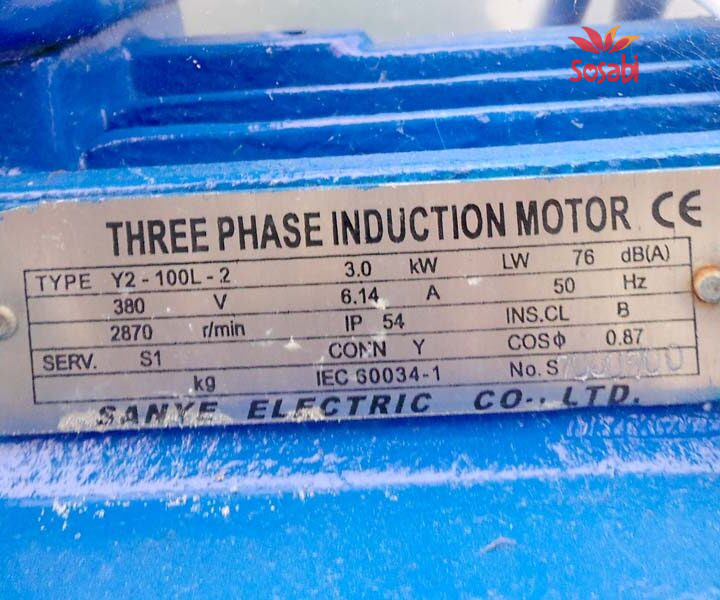 Sosabi
THREE PHASE INDUCTION MOTOR CE
TYPE Y2-100L-2 3.0 kW LW 76 dB(A)
380 V 6.14 A 50 Hz
2870 r/min IP 54 INS.CL B
SERV. S1 CONN Y COSΦ 0.87
kg IEC 60034-1 No. S
SANYE ELECTRIC CO., LTD.